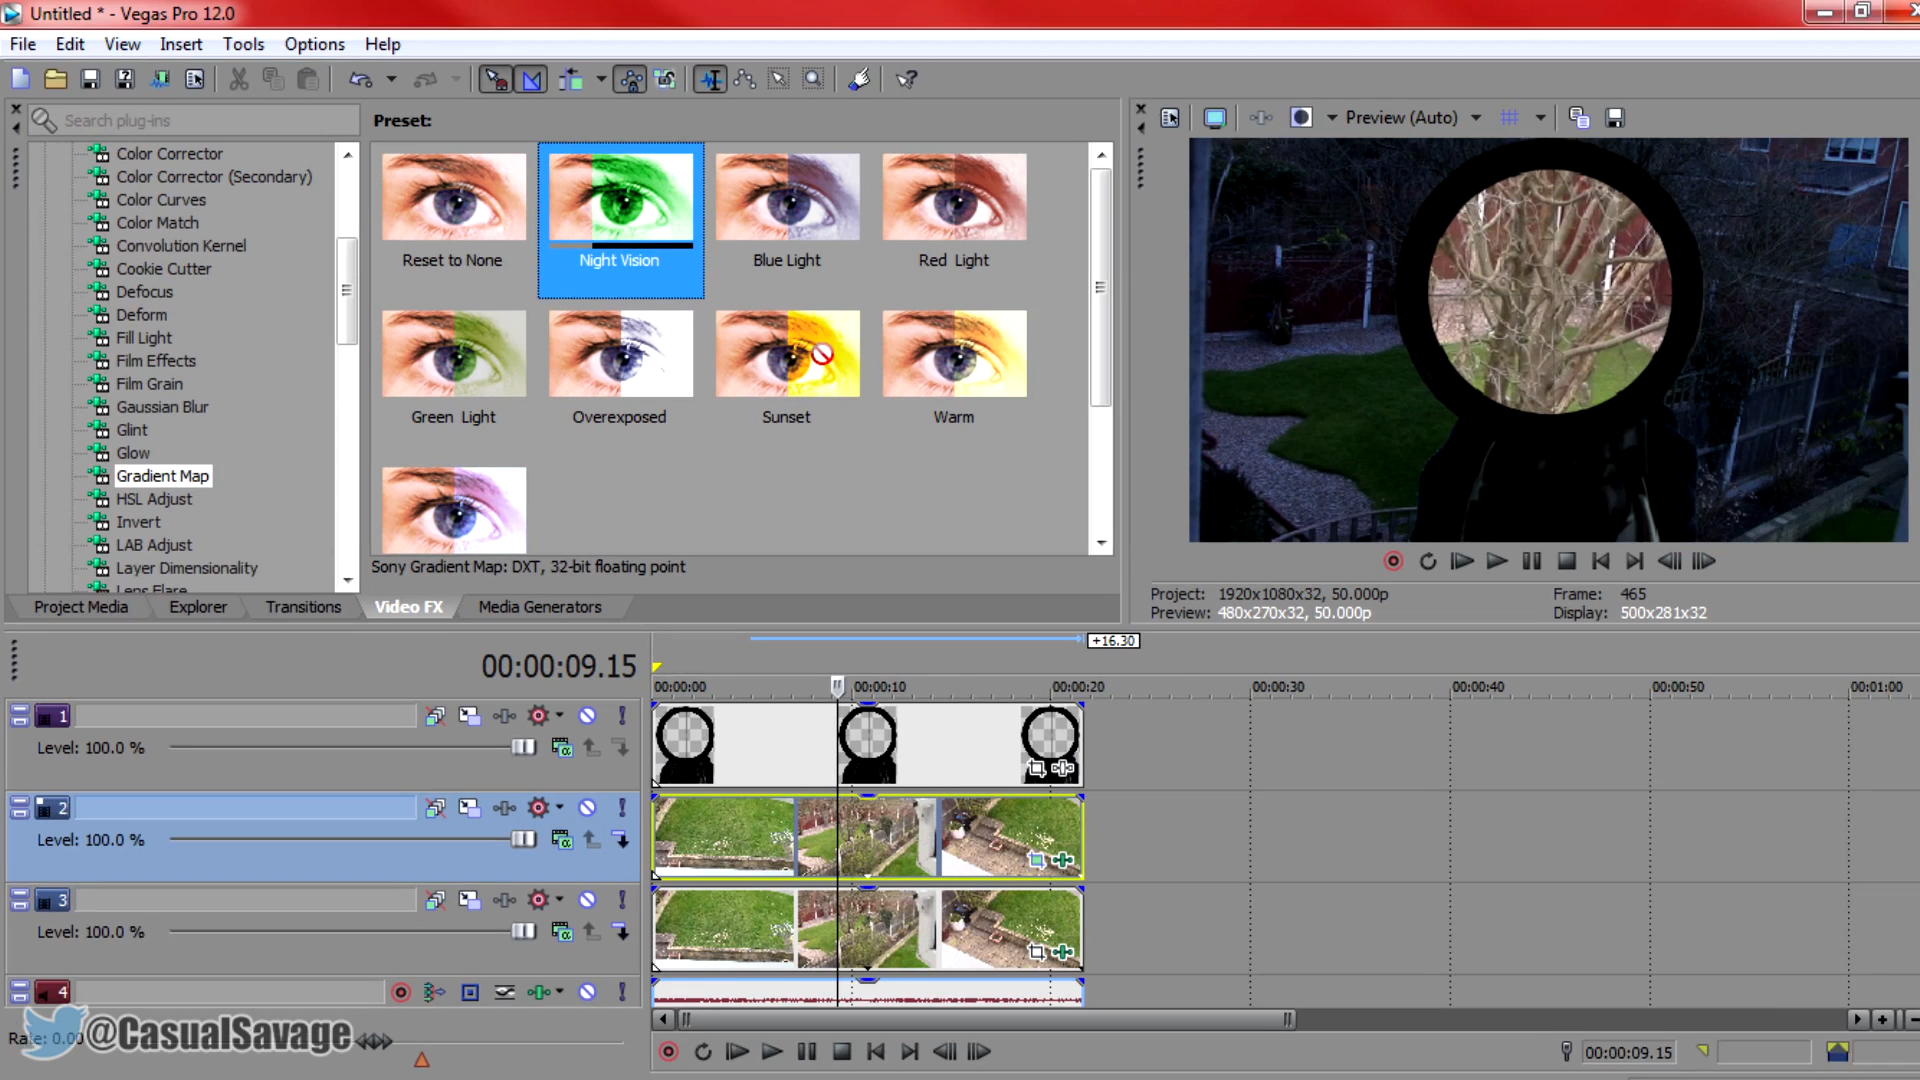 Untitled * - Vegas Pro 12.0
File Edit View Insert Tools Options Help
Search plug-ins
Preset:
Preview (Auto)
Color Corrector
Color Corrector (Secondary)
Color Curves
Color Match
Convolution Kernel
Cookie Cutter
Defocus
Deform
Fill Light
Film Effects
Film Grain
Gaussian Blur
Glint
Glow
Gradient Map
HSL Adjust
Invert
LAB Adjust
Layer Dimensionality
Lens Flare
Reset to None
Night Vision
Blue Light
Red Light
Green Light
Overexposed
Sunset
Warm
Sony Gradient Map: DXT, 32-bit floating point
Project Media Explorer Transitions Video FX Media Generators
Project: 1920x1080x32, 50.000p
Frame: 465
Preview: 480x270x32, 50.000p
Display: 500x281x32
+16.30
00:00:09.15
00:00:00 00:00:10 00:00:20 00:00:30 00:00:40 00:00:50 00:01:00
1
Level: 100.0 %
2
Level: 100.0 %
3
Level: 100.0 %
4
Rate: 0.00
@CasualSavage
00:00:09.15